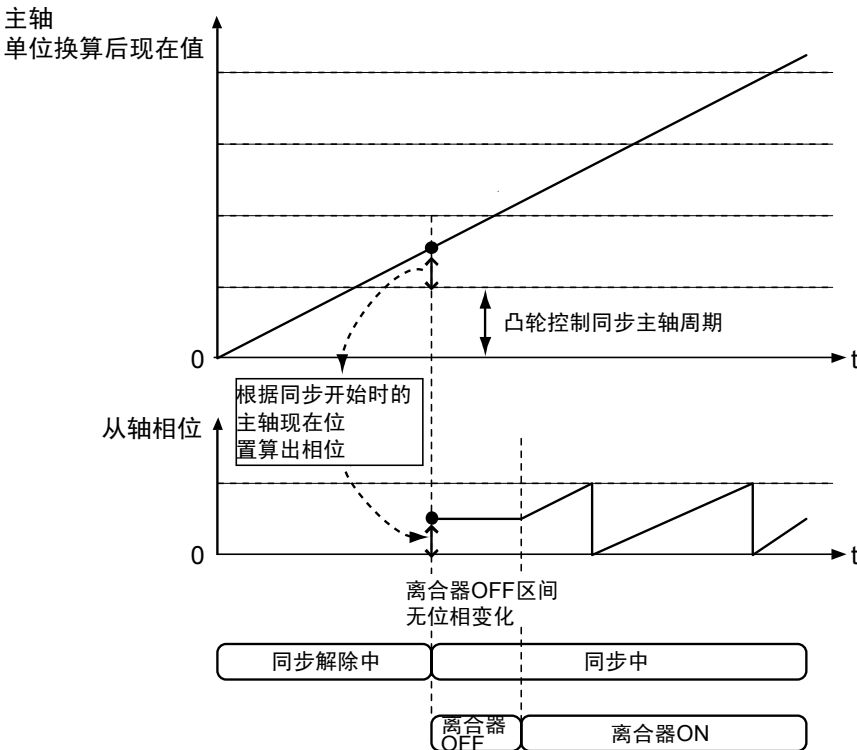 主轴
单位换算后现在值
凸轮控制同步主轴周期
0
t
根据同步开始时的
主轴现在位
置算出相位
从轴相位
0
t
离合器OFF区间
无位相变化
同步解除中
同步中
离合器
OFF
离合器ON